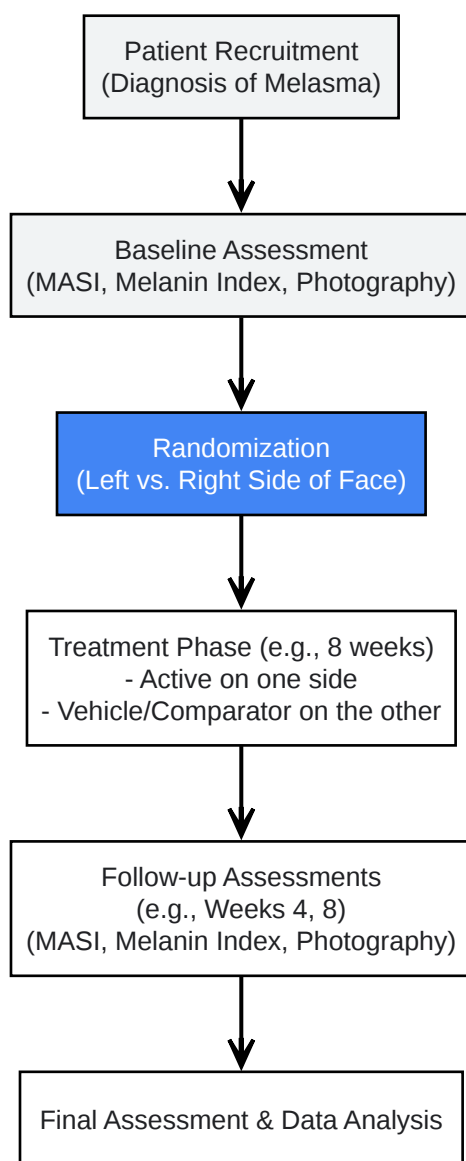 Patient Recruitment
(Diagnosis of Melasma)
Baseline Assessment
(MASI, Melanin Index, Photography)
Randomization
(Left vs. Right Side of Face)
Treatment Phase (e.g., 8 weeks)
- Active on one side
- Vehicle/Comparator on the other
Follow-up Assessments
(e.g., Weeks 4, 8)
(MASI, Melanin Index, Photography)
Final Assessment & Data Analysis